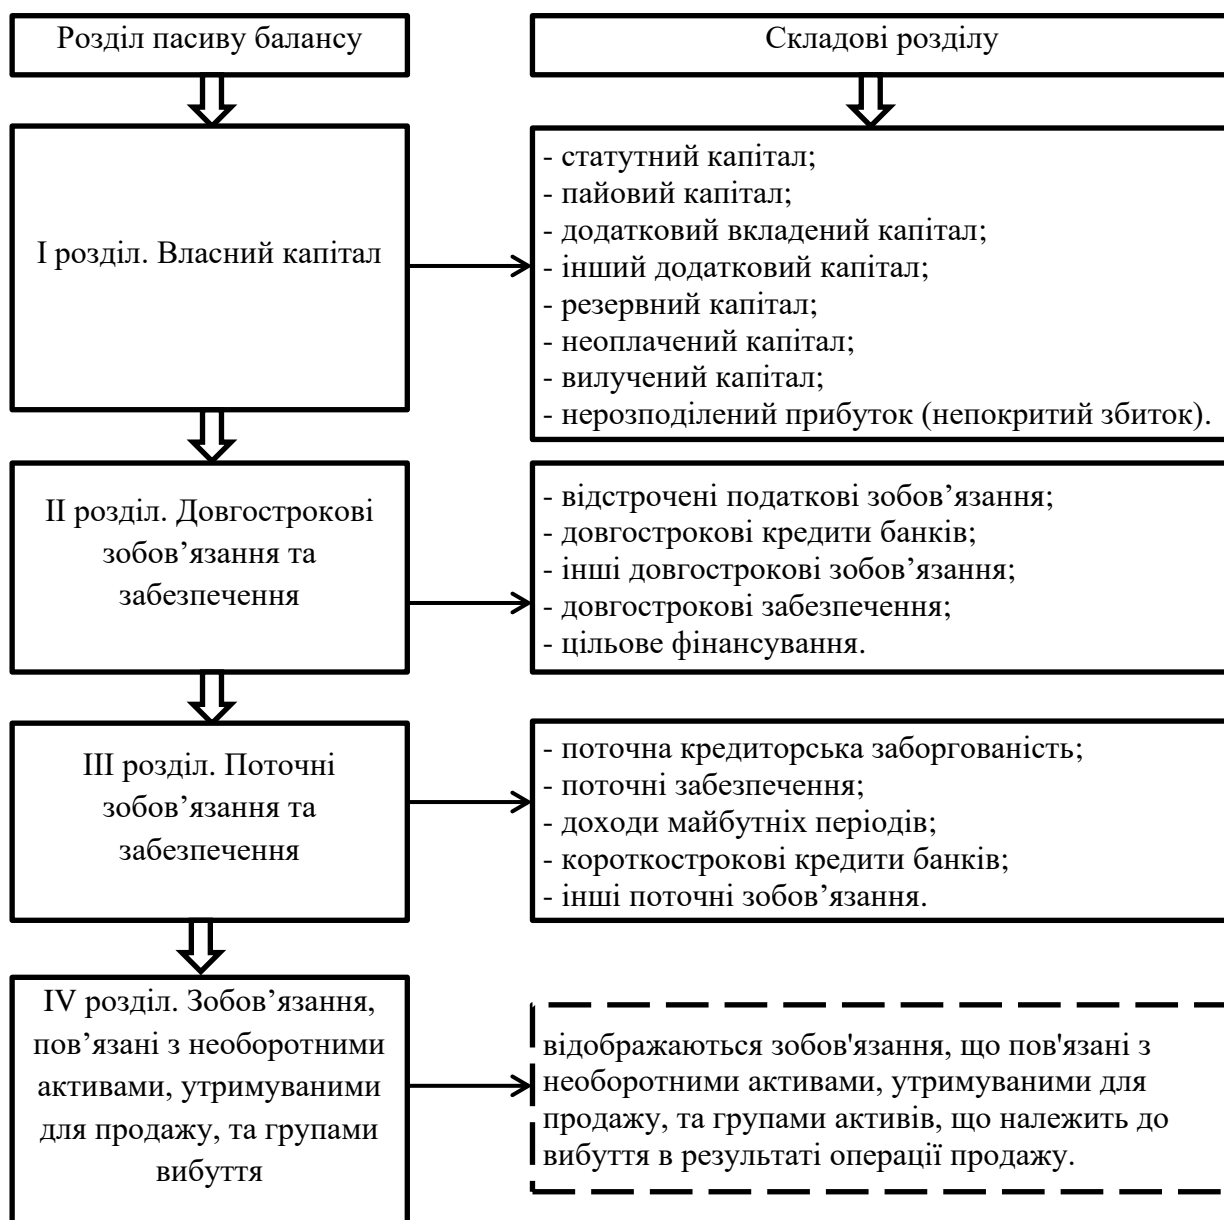 Розділ пасиву балансу
Складові розділу
І розділ. Власний капітал
- статутний капітал;
- пайовий капітал;
- додатковий вкладений капітал;
- інший додатковий капітал;
- резервний капітал;
- неоплачений капітал;
- вилучений капітал;
- нерозподілений прибуток (непокритий збиток).
ІІ розділ. Довгострокові
зобов’язання та
забезпечення
- відстрочені податкові зобов’язання;
- довгострокові кредити банків;
- інші довгострокові зобов’язання;
- довгострокові забезпечення;
- цільове фінансування.
ІІІ розділ. Поточні
зобов’язання та
забезпечення
- поточна кредиторська заборгованість;
- поточні забезпечення;
- доходи майбутніх періодів;
- короткострокові кредити банків;
- інші поточні зобов’язання.
IV розділ. Зобов’язання,
пов’язані з необоротними
активами, утримуваними
для продажу, та групами
вибуття
відображаються зобов'язання, що пов'язані з
необоротними активами, утримуваними для
продажу, та групами активів, що належить до
вибуття в результаті операції продажу.